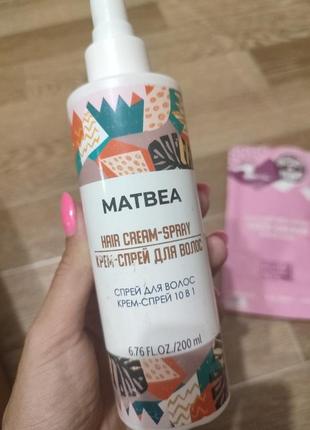 MATBEA
HAIR CREAM-SPRAY
КРЕМ-СПРЕЙ ДЛЯ ВОЛОС
СПРЕЙ ДЛЯ ВОЛОС
КРЕМ-СПРЕЙ 10 В 1
6.76 FL.OZ./200 ml